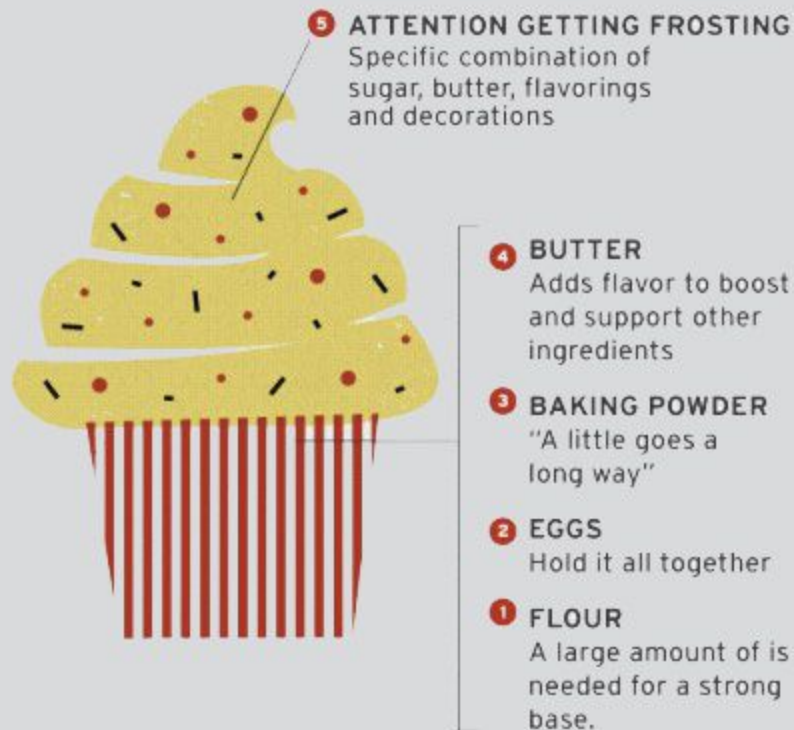 5 ATTENTION GETTING FROSTING
Specific combination of
sugar, butter, flavorings
and decorations
4 BUTTER
Adds flavor to boost
and support other
ingredients
3 BAKING POWDER
"A little goes a
long way"
2 EGGS
Hold it all together
1 FLOUR
A large amount of is
needed for a strong
base.